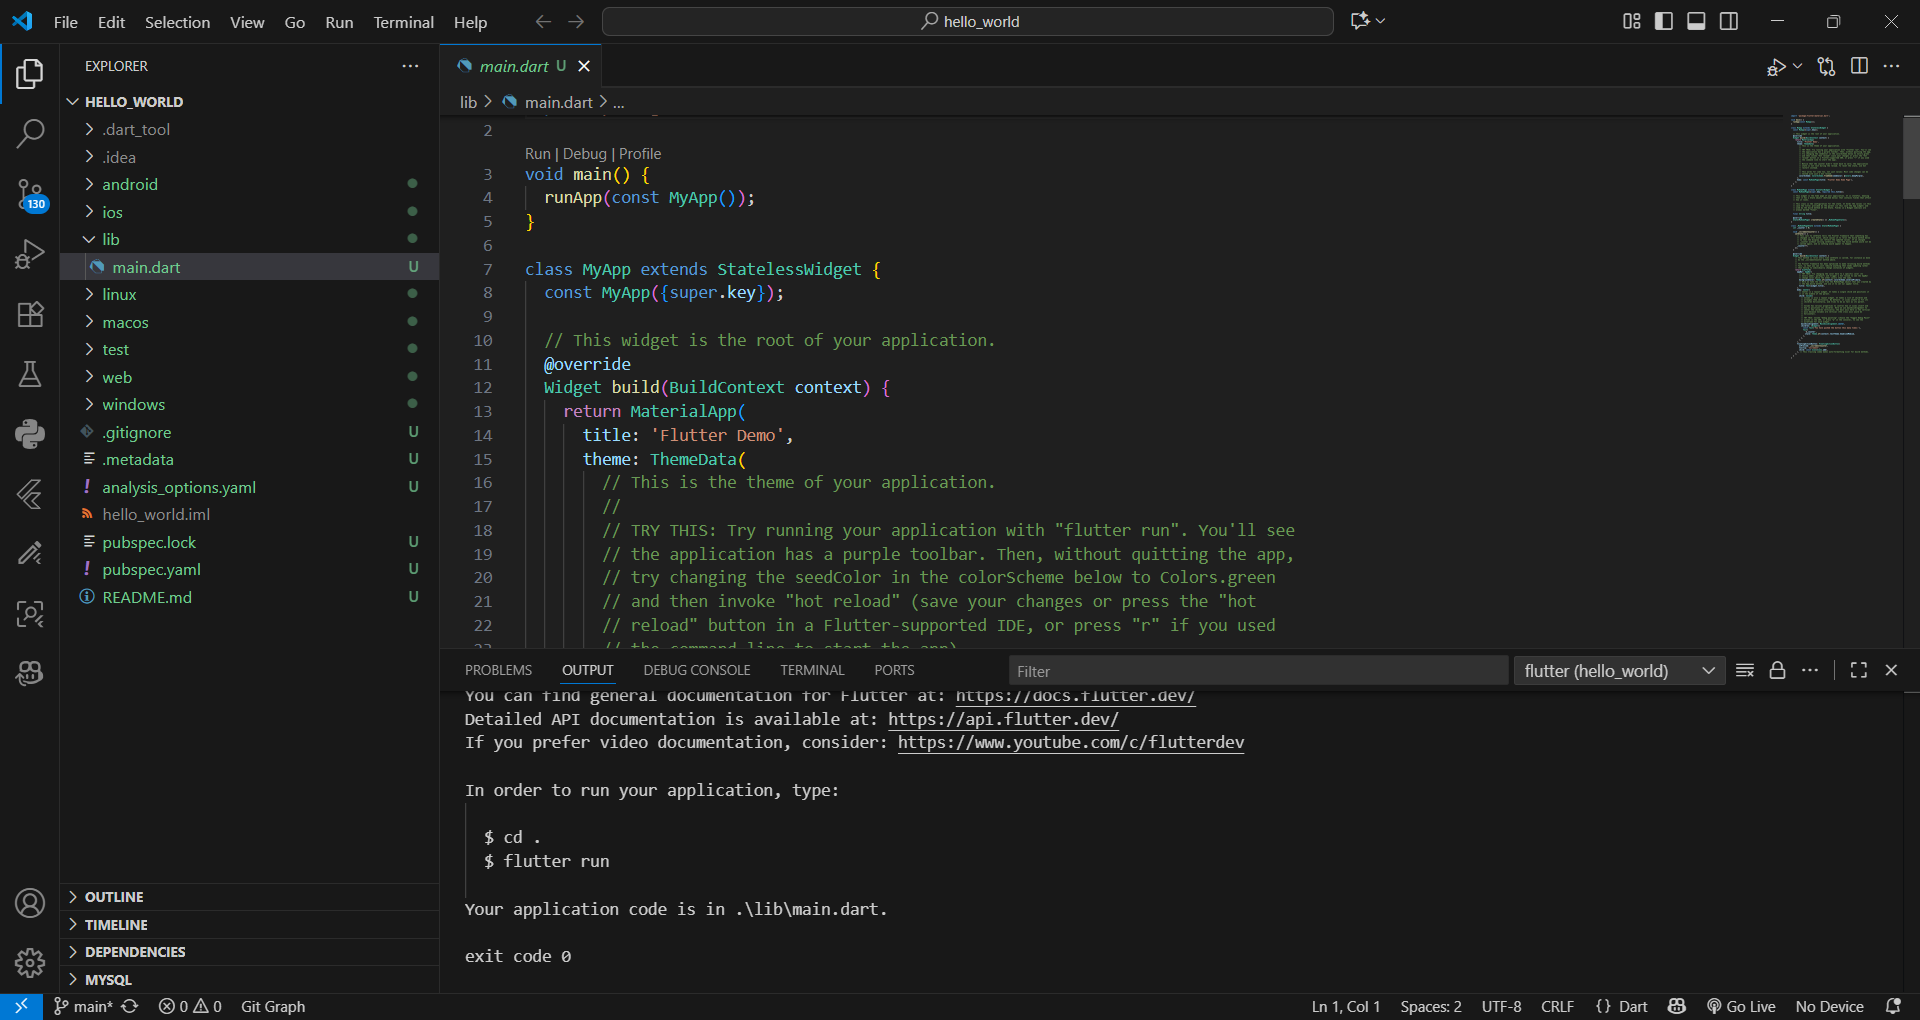 File Edit Selection View Go Run Terminal Help
hello_world
EXPLORER
HELLO_WORLD
.dart_tool
.idea
android
ios
lib
main.dart U
linux
macos
test
web
windows
.gitignore U
.metadata U
analysis_options.yaml U
hello_world.iml
pubspec.lock U
pubspec.yaml U
README.md U
OUTLINE
TIMELINE
DEPENDENCIES
MYSQL
130
main.dart U
lib > main.dart > ...
2
Run | Debug | Profile
3 void main() {
4 runApp(const MyApp());
5 }
6
7 class MyApp extends StatelessWidget {
8 const MyApp({super.key});
9
10 // This widget is the root of your application.
11 @override
12 Widget build(BuildContext context) {
13 return MaterialApp(
14 title: 'Flutter Demo',
15 theme: ThemeData(
16 // This is the theme of your application.
17 //
18 // TRY THIS: Try running your application with "flutter run". You'll see
19 // the application has a purple toolbar. Then, without quitting the app,
20 // try changing the seedColor in the colorScheme below to Colors.green
21 // and then invoke "hot reload" (save your changes or press the "hot
22 // reload" button in a Flutter-supported IDE, or press "r" if you used
23 // the command line to start the app).
PROBLEMS OUTPUT DEBUG CONSOLE TERMINAL PORTS
Filter
flutter (hello_world)
You can find general documentation for Flutter at: https://docs.flutter.dev/
Detailed API documentation is available at: https://api.flutter.dev/
If you prefer video documentation, consider: https://www.youtube.com/c/flutterdev
In order to run your application, type:
$ cd .
$ flutter run
Your application code is in .\lib\main.dart.
exit code 0
main* 0 0 Git Graph
Ln 1, Col 1 Spaces: 2 UTF-8 CRLF {} Dart Go Live No Device